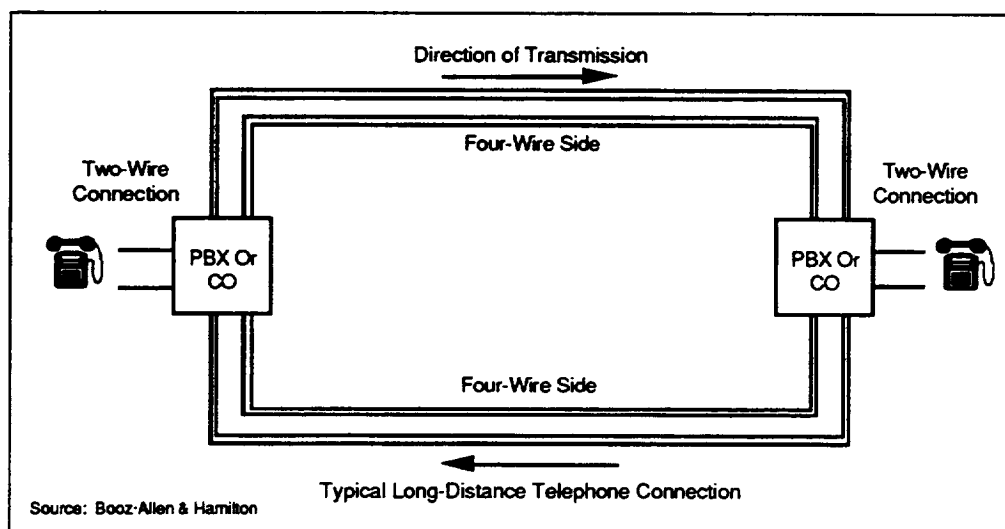 Direction of Transmission
Four-Wire Side
Two-Wire
Connection
Two-Wire
Connection
PBX Or
CO
PBX Or
CO
Four-Wire Side
Typical Long-Distance Telephone Connection
Source: Booz·Allen & Hamilton